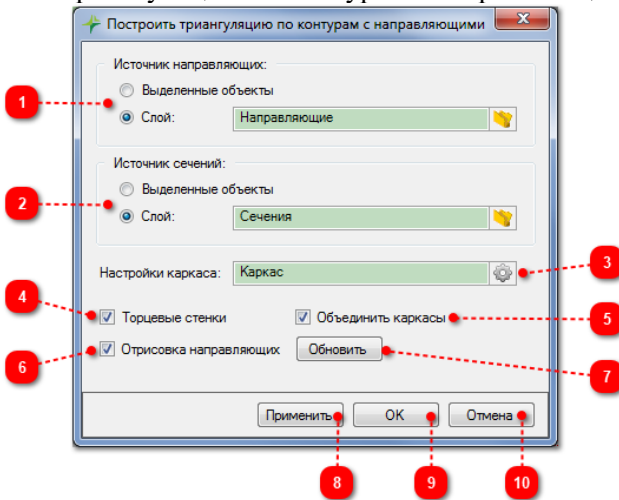 Построить триангуляцию по контурам с направляющими
Источник направляющих:
Выделенные объекты
1
Слой:
Направляющие
Источник сечений:
Выделенные объекты
2
Слой:
Сечения
Настройки каркаса:
Каркас
3
4
Торцевые стенки
Объединить каркасы
5
6
Отрисовка направляющих
Обновить
7
Применить
OK
Отмена
8
9
10